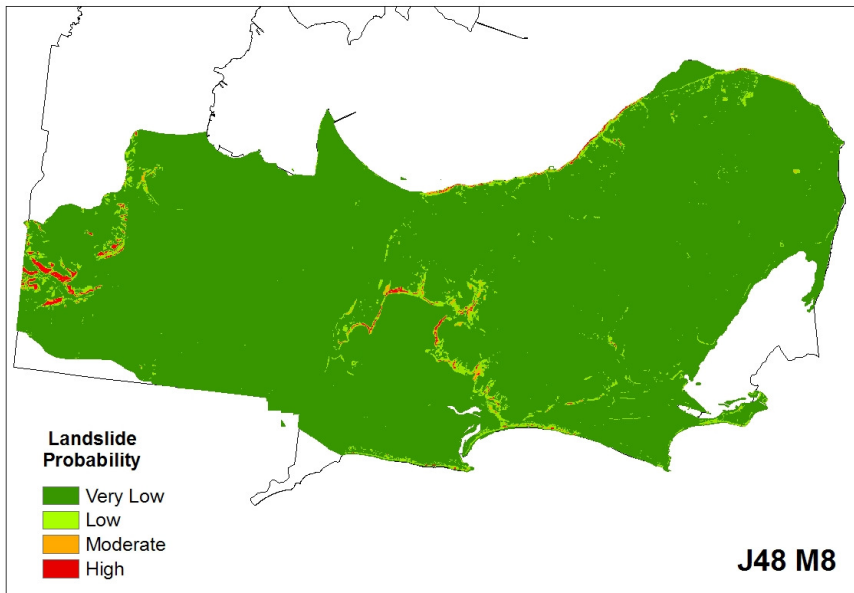 Landslide
Probability
Very Low
Low
Moderate
High
J48 M8